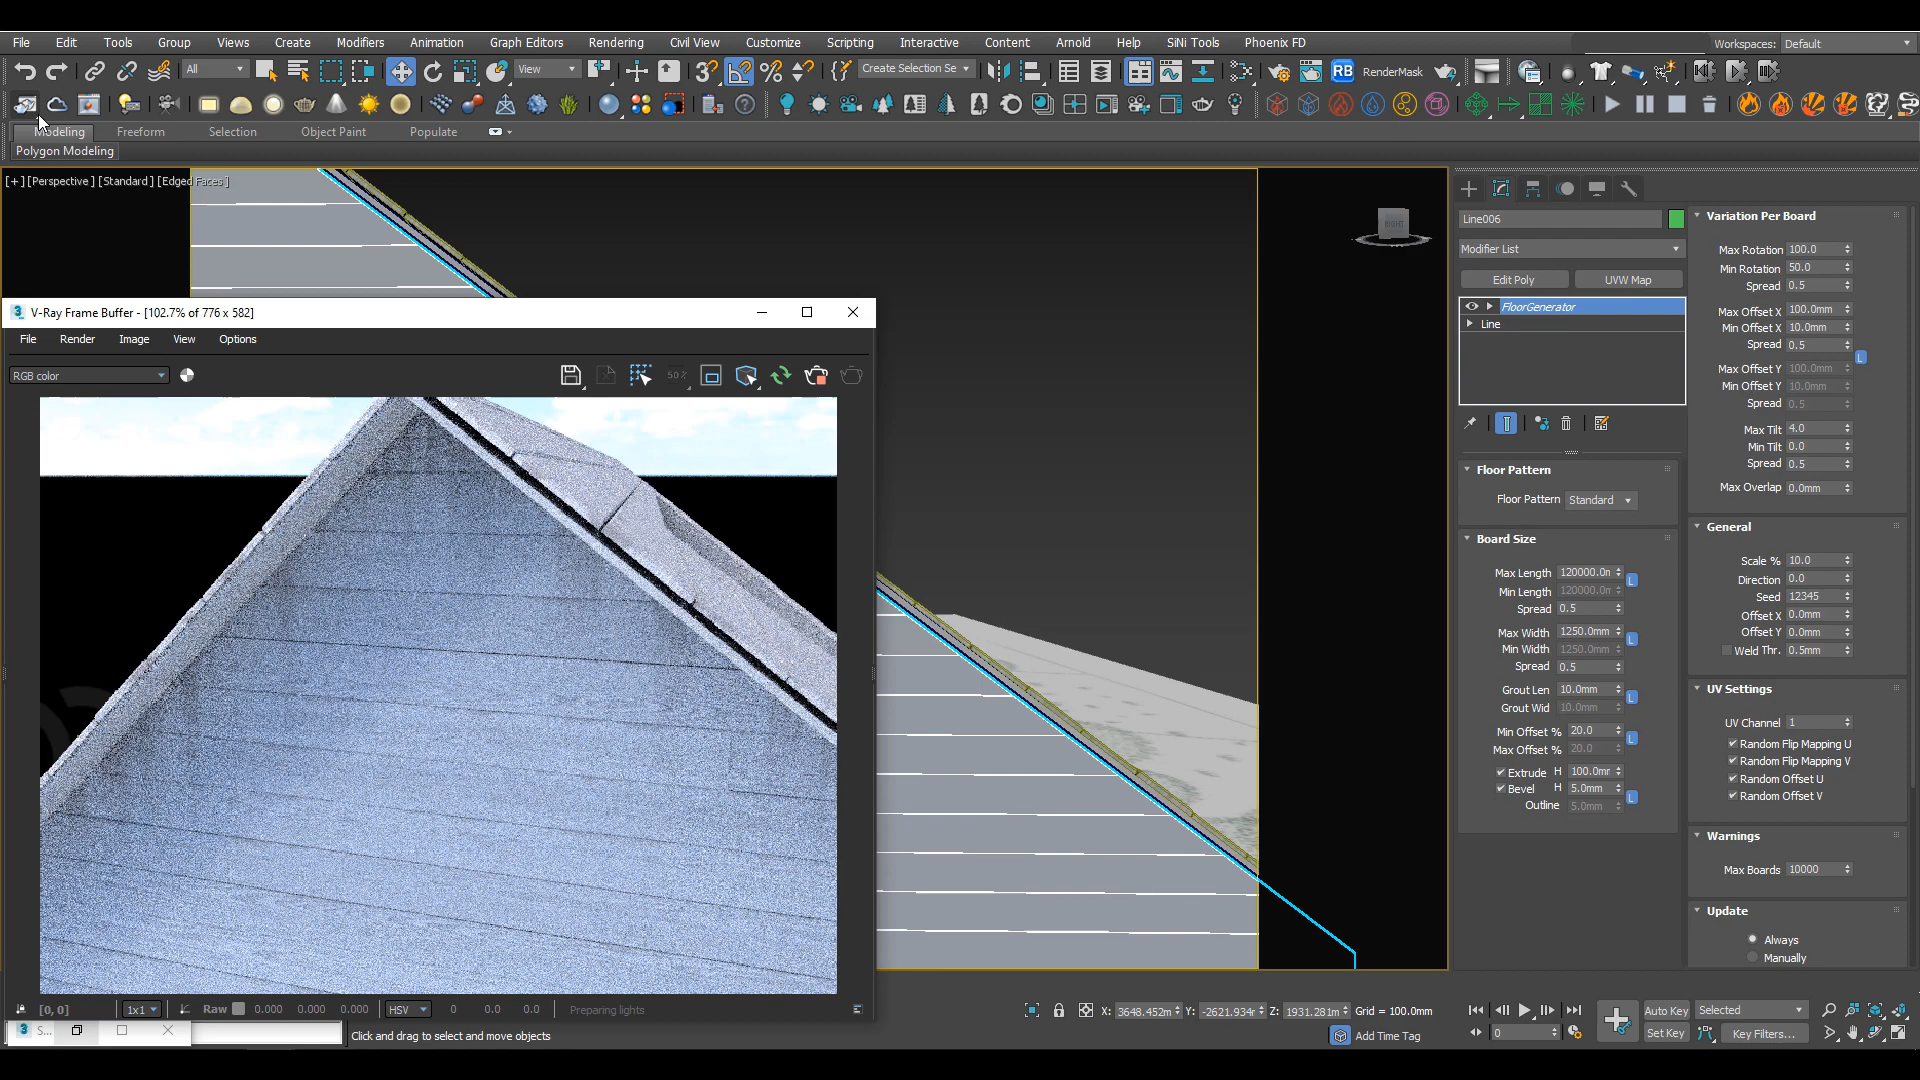 File Edit Tools Group Views Create Modifiers Animation Graph Editors Rendering Civil View Customize Scripting Interactive Content Arnold Help SiNi Tools Phoenix FD Workspaces: Default
All View Create Selection Se RB RenderMask
Modeling Freeform Selection Object Paint Populate
Polygon Modeling
[+] [Perspective ] [Standard ] [Edged Faces ]
RIGHT
V-Ray Frame Buffer - [102.7% of 776 x 582]
File Render Image View Options
RGB color
50%
[0, 0] 1x1 Raw 0.000 0.000 0.000 HSV 0 0.0 0.0 Preparing lights
S...
Click and drag to select and move objects
X: 3648.452m Y: -2621.934m Z: 1931.281m Grid = 100.0mm
Add Time Tag
Auto Key Selected
0 Set Key Key Filters...
Line006
Modifier List
Edit Poly UVW Map
FloorGenerator
Line
Floor Pattern
Floor Pattern Standard
Board Size
Max Length 120000.0m
Min Length 120000.0m
Spread 0.5
Max Width 1250.0mm
Min Width 1250.0mm
Spread 0.5
Grout Len 10.0mm
Grout Wid 10.0mm
Min Offset % 20.0
Max Offset % 20.0
Extrude H 100.0mr
Bevel H 5.0mm
Outline 5.0mm
L
L
L
L
L
Variation Per Board
Max Rotation 100.0
Min Rotation 50.0
Spread 0.5
Max Offset X 100.0mm
Min Offset X 10.0mm
Spread 0.5
L
Max Offset Y 100.0mm
Min Offset Y 10.0mm
Spread 0.5
Max Tilt 4.0
Min Tilt 0.0
Spread 0.5
Max Overlap 0.0mm
General
Scale % 10.0
Direction 0.0
Seed 12345
Offset X 0.0mm
Offset Y 0.0mm
Weld Thr. 0.5mm
UV Settings
UV Channel 1
Random Flip Mapping U
Random Flip Mapping V
Random Offset U
Random Offset V
Warnings
Max Boards 10000
Update
Always
Manually